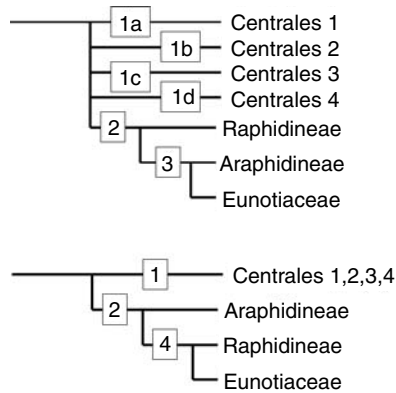 1a Centrales 1
1b Centrales 2
1c Centrales 3
1d Centrales 4
2 Raphidineae
3 Araphidineae
Eunotiaceae
1 Centrales 1,2,3,4
2 Araphidineae
4 Raphidineae
Eunotiaceae